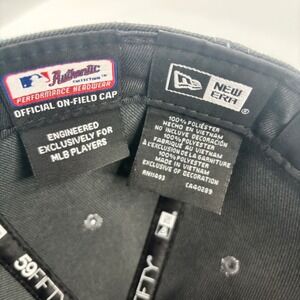 Authentic
COLLECTION
PERFORMANCE HEADWEAR
OFFICIAL ON-FIELD CAP
ENGINEERED
EXCLUSIVELY FOR
MLB PLAYERS
NEW ERA
100% POLYESTER
HECHO EN VIETNAM
NO INCLUYE DECORACIÓN
100% POLYESTER
FABRIQUÉ AU VIETNAM
A L'EXCLUSION DE LA GARNITURE
100% POLYESTER
MADE IN VIETNAM
EXCLUSIVE OF DECORATION
59FIFTY
FTY